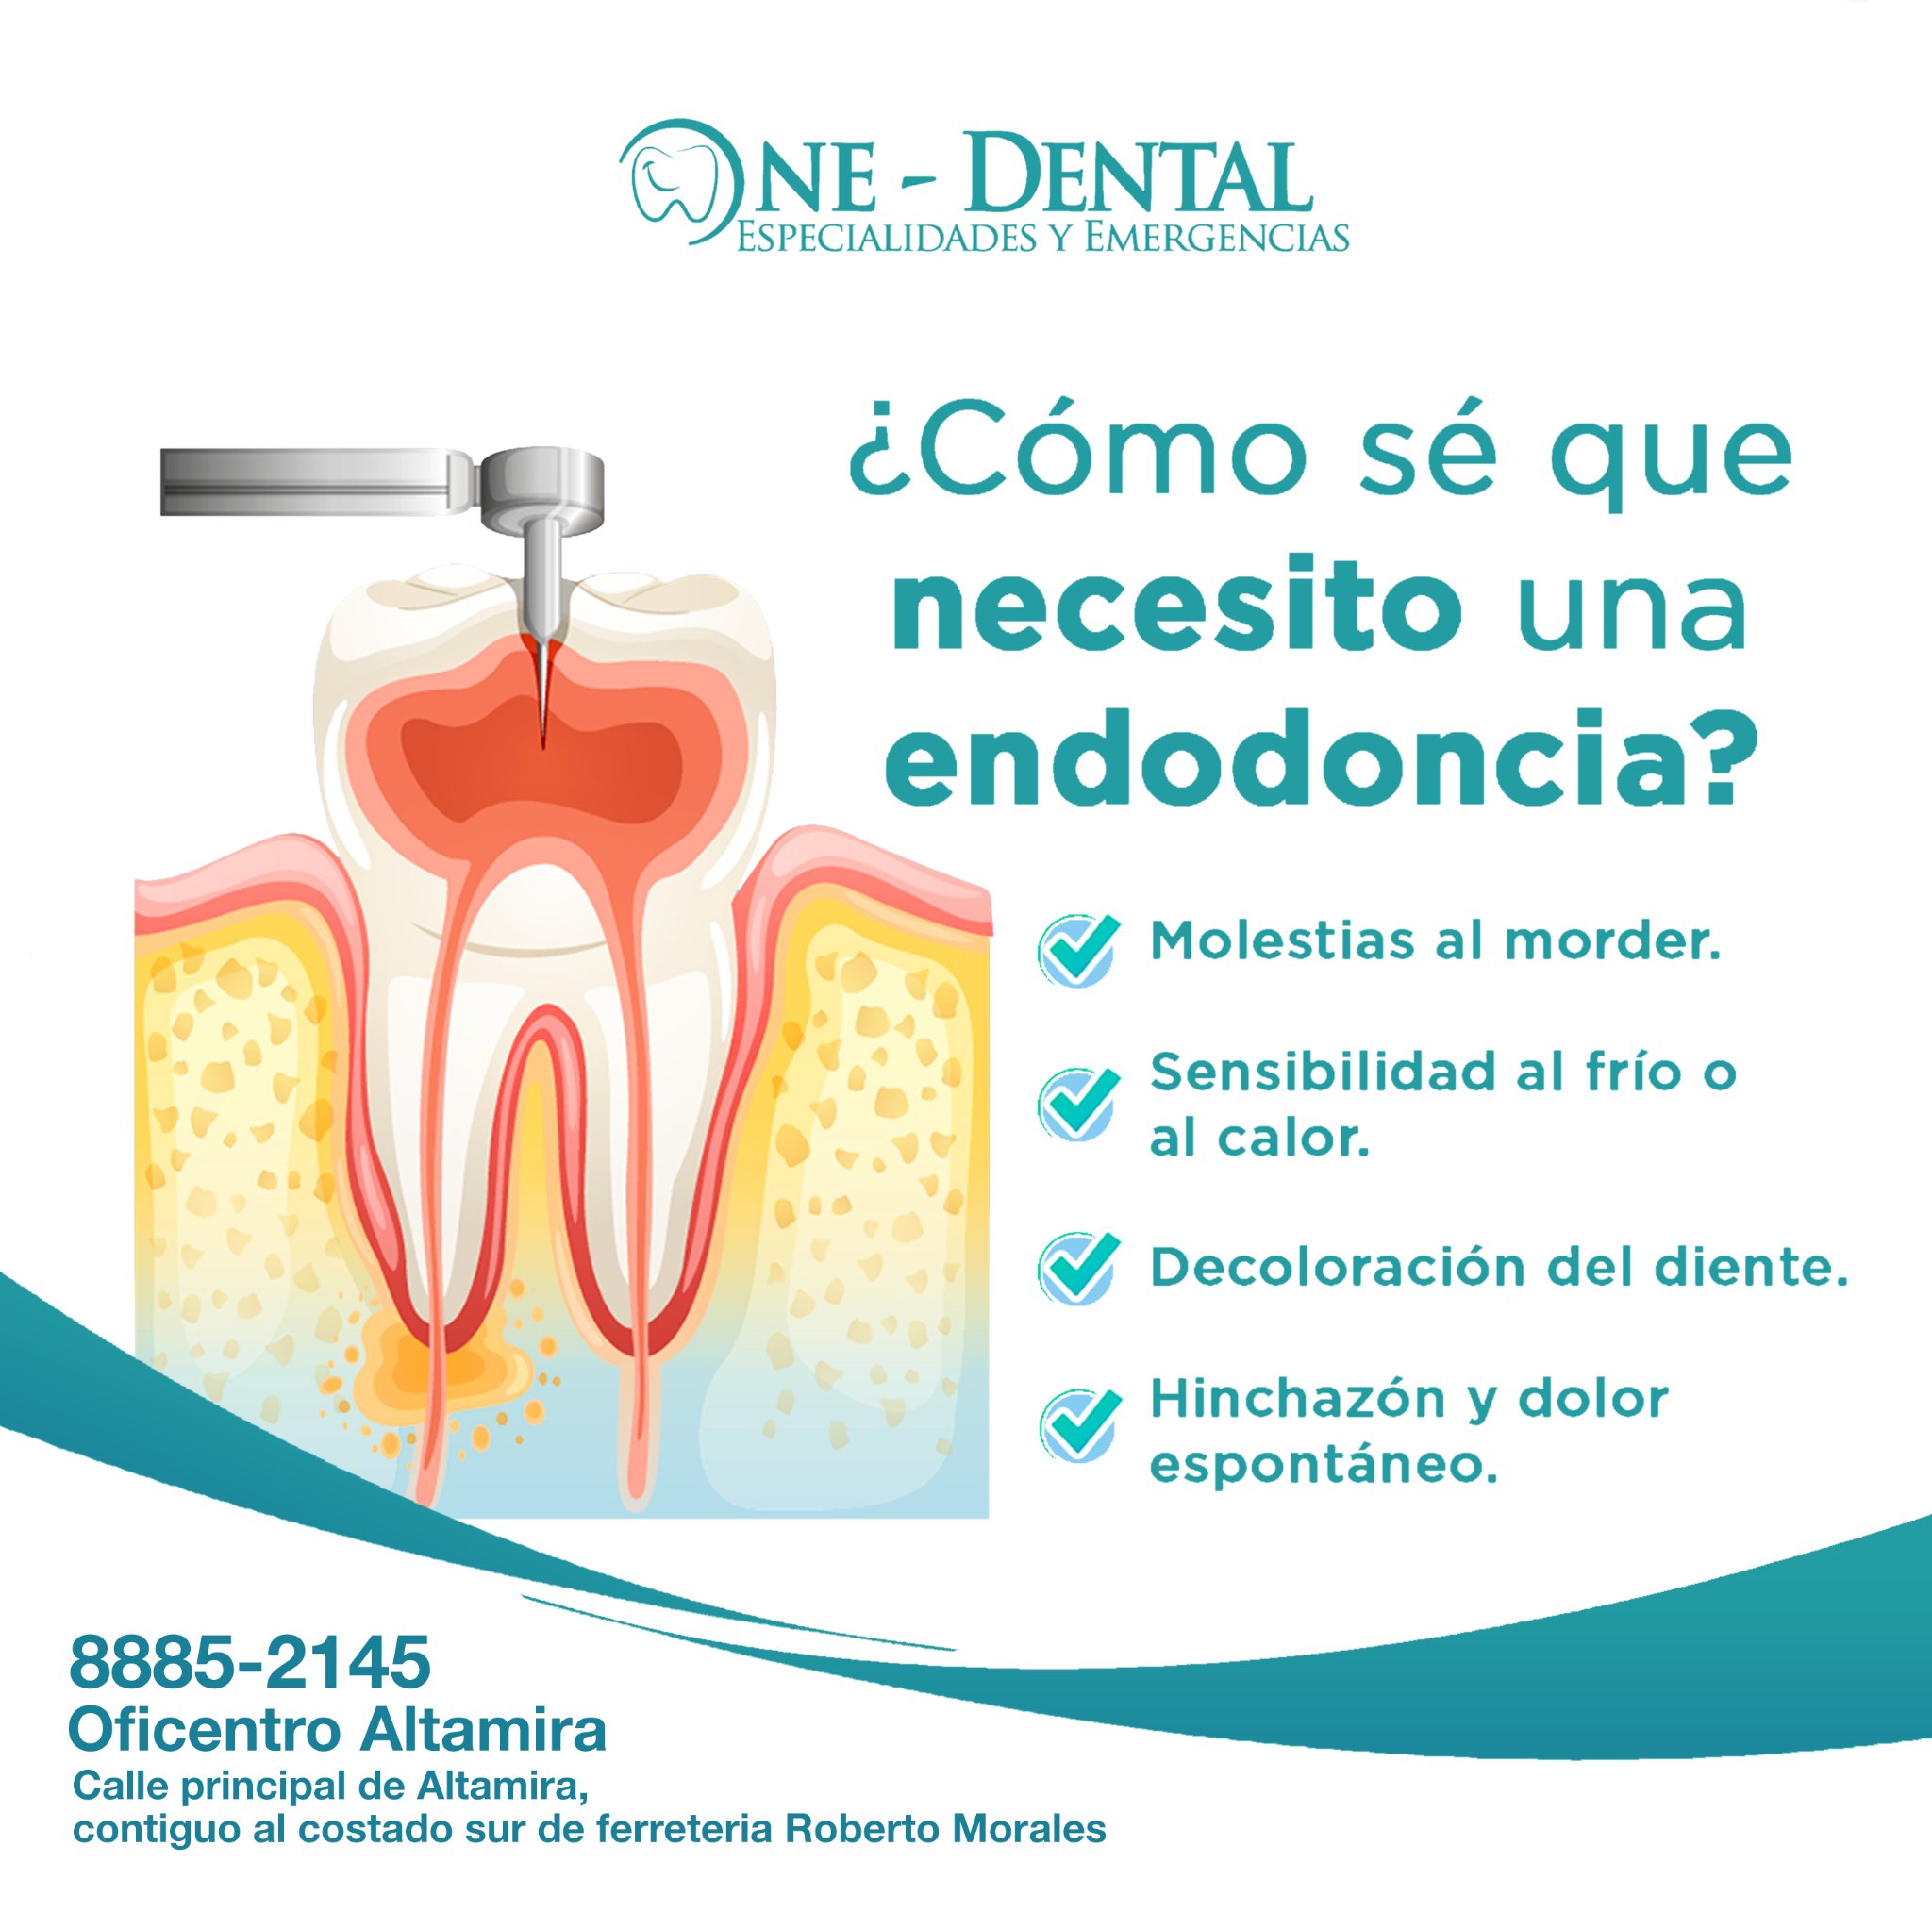 ONE - DENTAL
ESPECIALIDADES Y EMERGENCIAS
¿Cómo sé que
necesito una
endodoncia?
Molestias al morder.
Sensibilidad al frío o
al calor.
Decoloración del diente.
Hinchazón y dolor
espontáneo.
8885-2145
Oficentro Altamira
Calle principal de Altamira,
contiguo al costado sur de ferreteria Roberto Morales